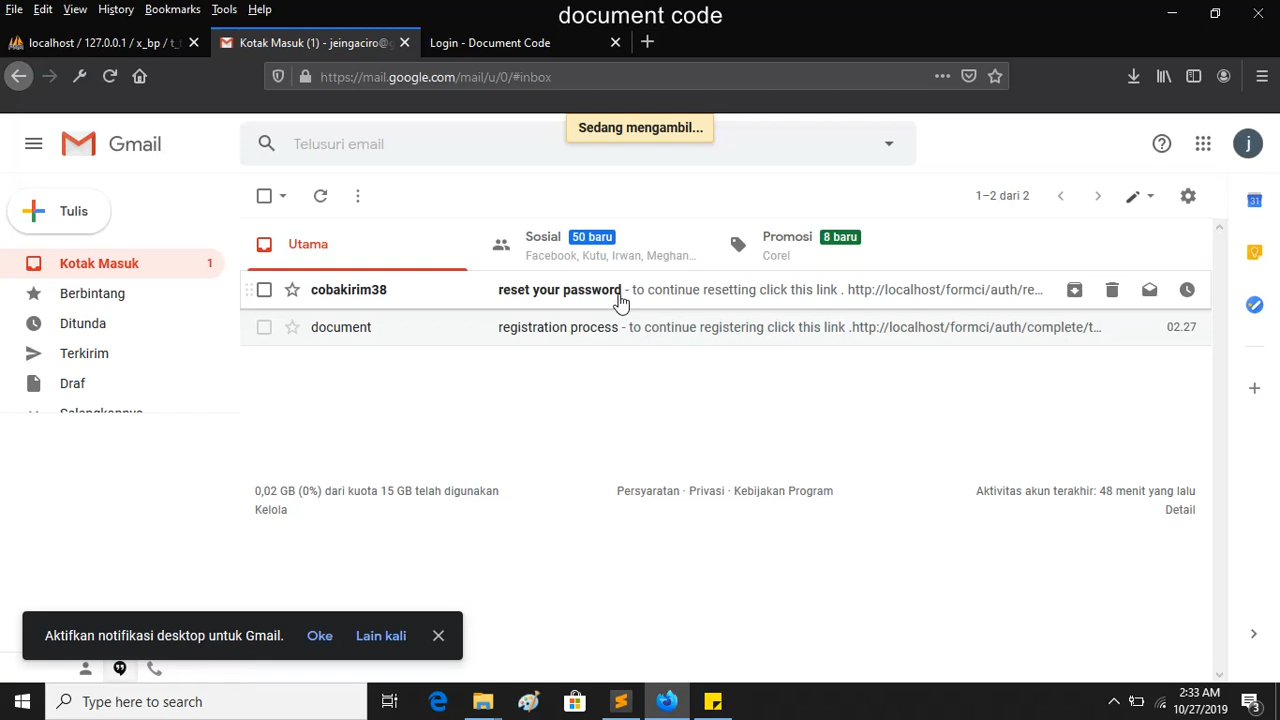 document code
File Edit View History Bookmarks Tools Help
localhost / 127.0.0.1 / x_bp / t_
Kotak Masuk (1) - jeingaciro@
Login - Document Code
https://mail.google.com/mail/u/0/#inbox
Sedang mengambil...
Gmail
Telusuri email
j
Tulis
1–2 dari 2
Utama
Sosial 50 baru
Facebook, Kutu, Irwan, Meghan...
Promosi 8 baru
Corel
Kotak Masuk 1
Berbintang
Ditunda
Terkirim
Draf
Selengkapnya
cobakirim38 reset your password - to continue resetting click this link . http://localhost/formci/auth/re...
document registration process - to continue registering click this link .http://localhost/formci/auth/complete/t... 02.27
31
0,02 GB (0%) dari kuota 15 GB telah digunakan
Kelola
Persyaratan · Privasi · Kebijakan Program
Aktivitas akun terakhir: 48 menit yang lalu
Detail
Aktifkan notifikasi desktop untuk Gmail. Oke Lain kali
Type here to search
2:33 AM
10/27/2019
3